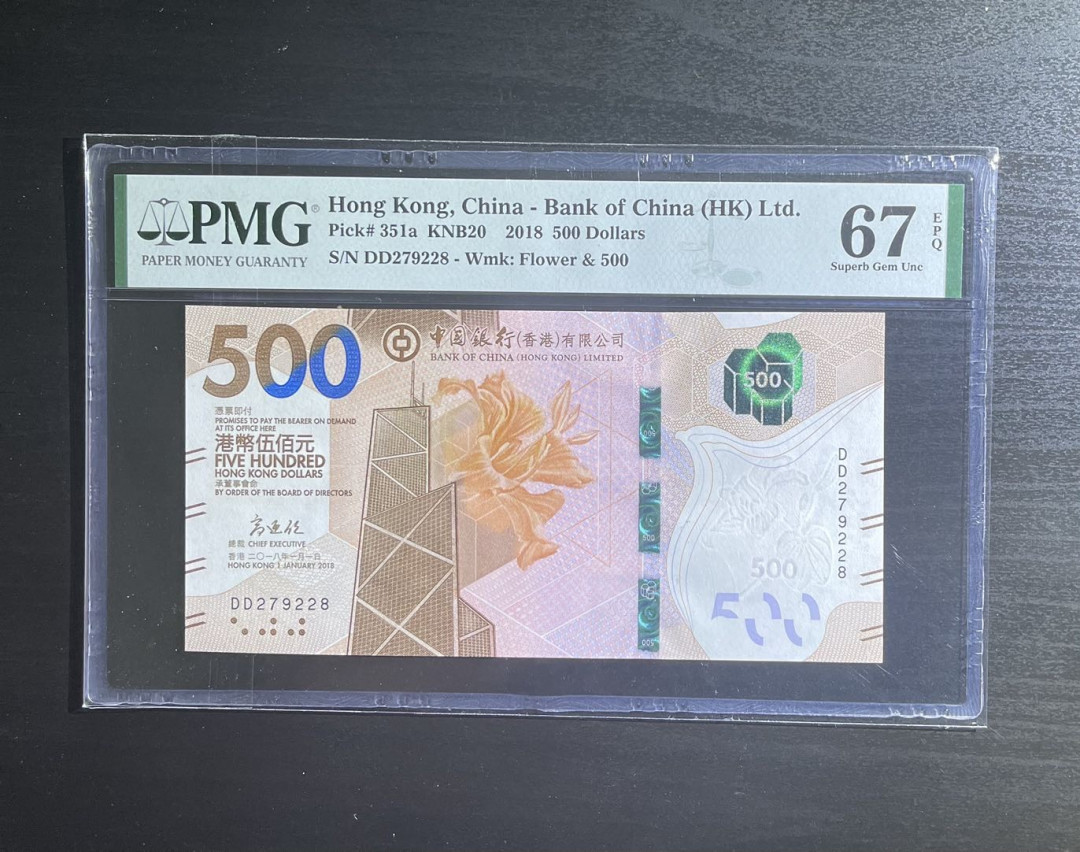 PMG®
PAPER MONEY GUARANTY
Hong Kong, China - Bank of China (HK) Ltd.
Pick# 351a KNB20 2018 500 Dollars
S/N DD279228 - Wmk: Flower & 500
67
EPQ
Superb Gem Unc
500
中国銀行(香港)有限公司
BANK OF CHINA (HONG KONG) LIMITED
憑票即付
PROMISES TO PAY THE BEARER ON DEMAND
AT ITS OFFICE HERE
港幣伍佰元
FIVE HUNDRED
HONG KONG DOLLARS
承董事會命
BY ORDER OF THE BOARD OF DIRECTORS
總裁 CHIEF EXECUTIVE
香港 二〇一八年一月一日
HONG KONG 1 JANUARY 2018
DD279228
500
DD279228
500
500
500
500
500